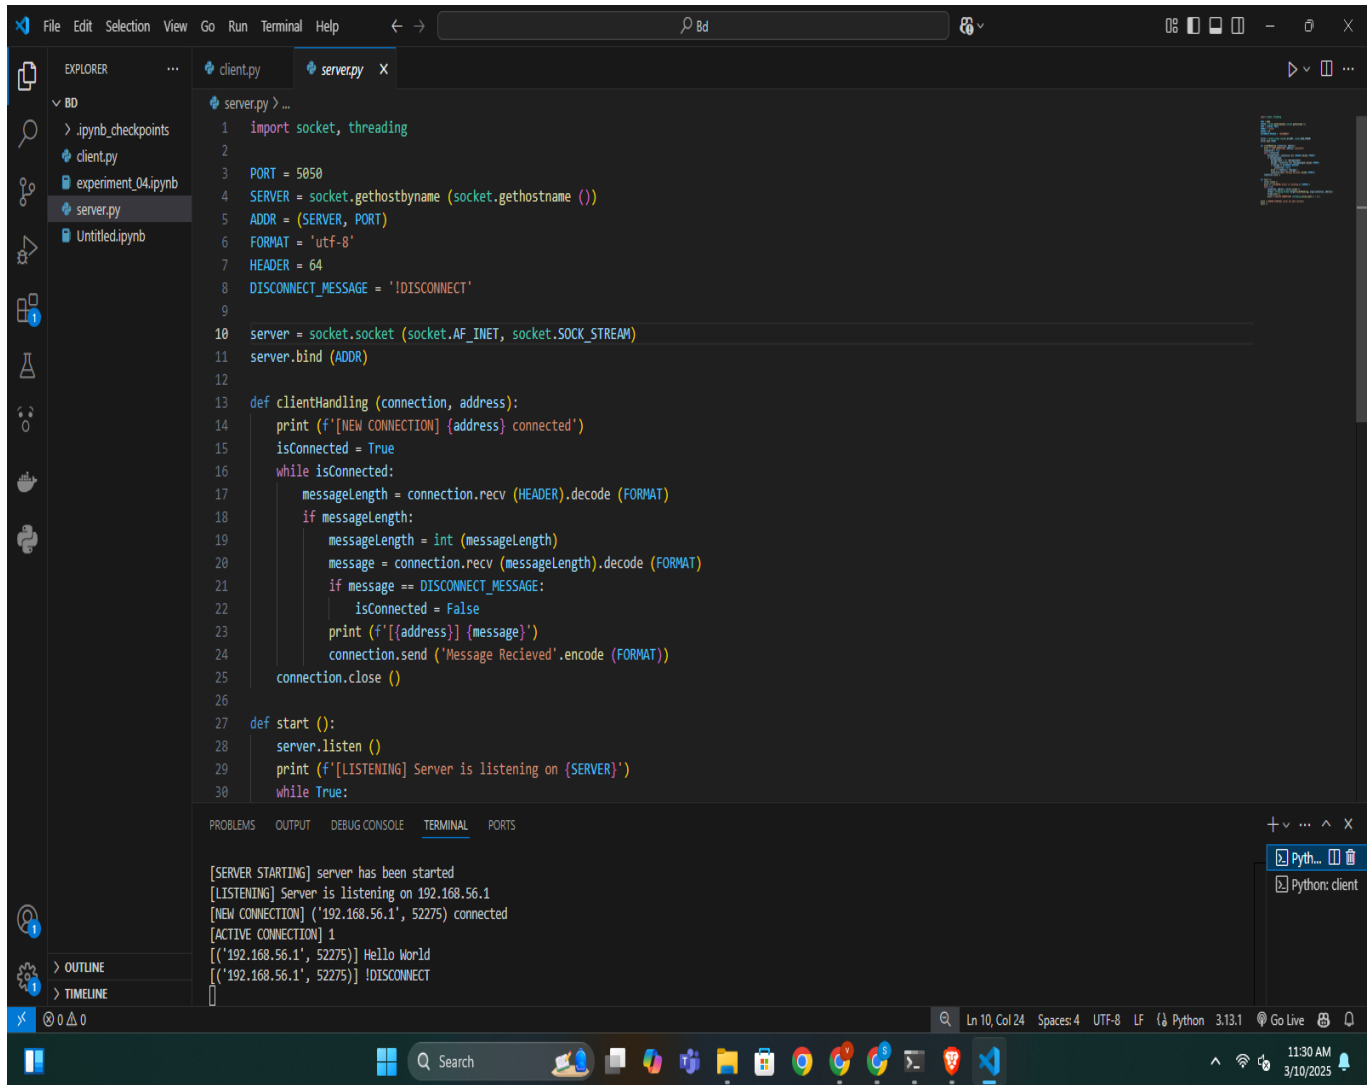 File Edit Selection View Go Run Terminal Help
Bd
EXPLORER
BD
.ipynb_checkpoints
client.py
experiment_04.ipynb
server.py
Untitled.ipynb
OUTLINE
TIMELINE
client.py server.py
server.py > ...
1 import socket, threading
2
3 PORT = 5050
4 SERVER = socket.gethostbyname (socket.gethostname ())
5 ADDR = (SERVER, PORT)
6 FORMAT = 'utf-8'
7 HEADER = 64
8 DISCONNECT_MESSAGE = '!DISCONNECT'
9
10 server = socket.socket (socket.AF_INET, socket.SOCK_STREAM)
11 server.bind (ADDR)
12
13 def clientHandling (connection, address):
14 print (f'[NEW CONNECTION] {address} connected')
15 isConnected = True
16 while isConnected:
17 messageLength = connection.recv (HEADER).decode (FORMAT)
18 if messageLength:
19 messageLength = int (messageLength)
20 message = connection.recv (messageLength).decode (FORMAT)
21 if message == DISCONNECT_MESSAGE:
22 isConnected = False
23 print (f'[{address}] {message}')
24 connection.send ('Message Recieved'.encode (FORMAT))
25 connection.close ()
26
27 def start ():
28 server.listen ()
29 print (f'[LISTENING] Server is listening on {SERVER}')
30 while True:
PROBLEMS OUTPUT DEBUG CONSOLE TERMINAL PORTS
[SERVER STARTING] server has been started
[LISTENING] Server is listening on 192.168.56.1
[NEW CONNECTION] ('192.168.56.1', 52275) connected
[ACTIVE CONNECTION] 1
[('192.168.56.1', 52275)] Hello World
[('192.168.56.1', 52275)] !DISCONNECT
Pyth...
Python: client
0 0 Ln 10, Col 24 Spaces: 4 UTF-8 LF Python 3.13.1 Go Live
Search
11:30 AM
3/10/2025